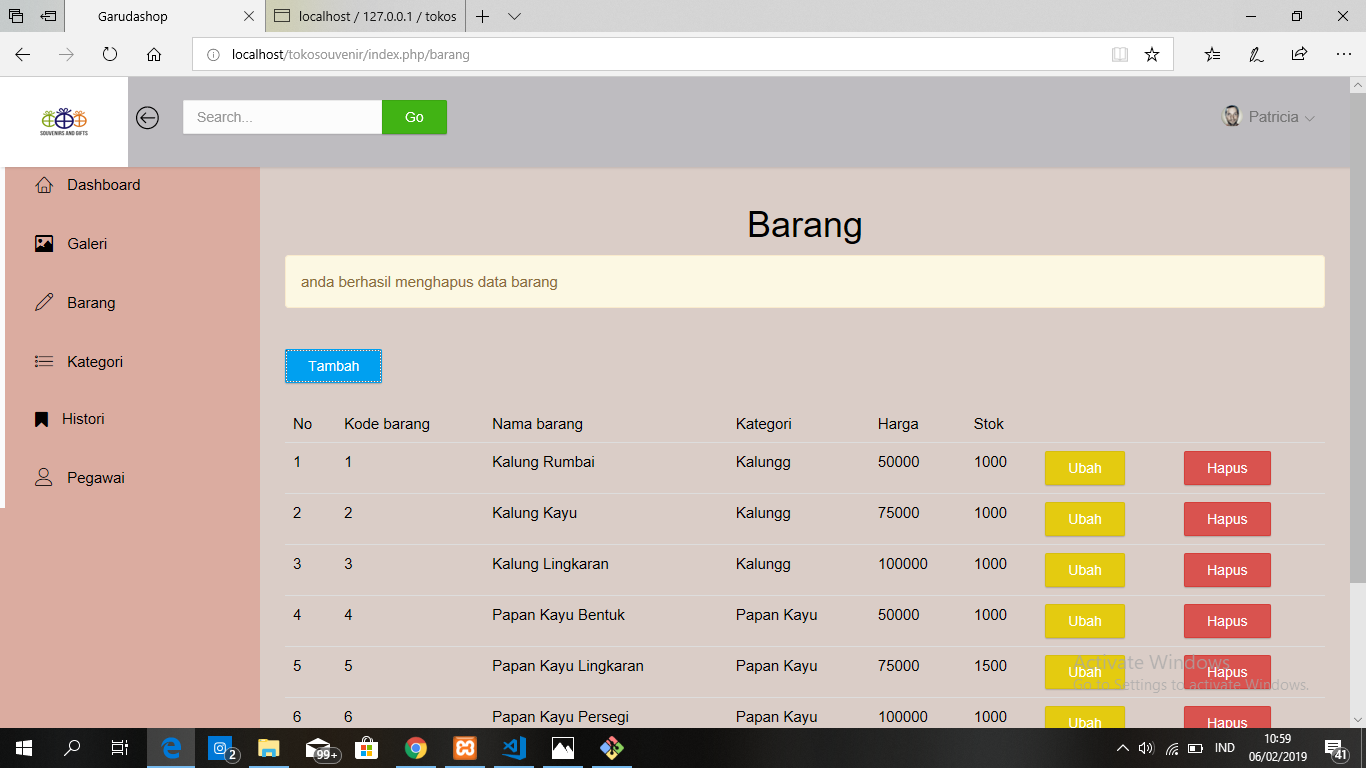 Garudashop
localhost / 127.0.0.1 / tokos
localhost/tokosouvenir/index.php/barang
SOUVENIRS AND GIFTS
Search...
Go
Patricia
Dashboard
Galeri
Barang
Kategori
Histori
Pegawai
Barang
anda berhasil menghapus data barang
Tambah
No Kode barang Nama barang Kategori Harga Stok
1 1 Kalung Rumbai Kalungg 50000 1000 Ubah Hapus
2 2 Kalung Kayu Kalungg 75000 1000 Ubah Hapus
3 3 Kalung Lingkaran Kalungg 100000 1000 Ubah Hapus
4 4 Papan Kayu Bentuk Papan Kayu 50000 1000 Ubah Hapus
5 5 Papan Kayu Lingkaran Papan Kayu 75000 1500 Ubah Hapus
6 6 Papan Kayu Persegi Papan Kayu 100000 1000 Ubah Hapus
Activate Windows
Go to Settings to activate Windows.
2
99+
IND
10:59
06/02/2019
41